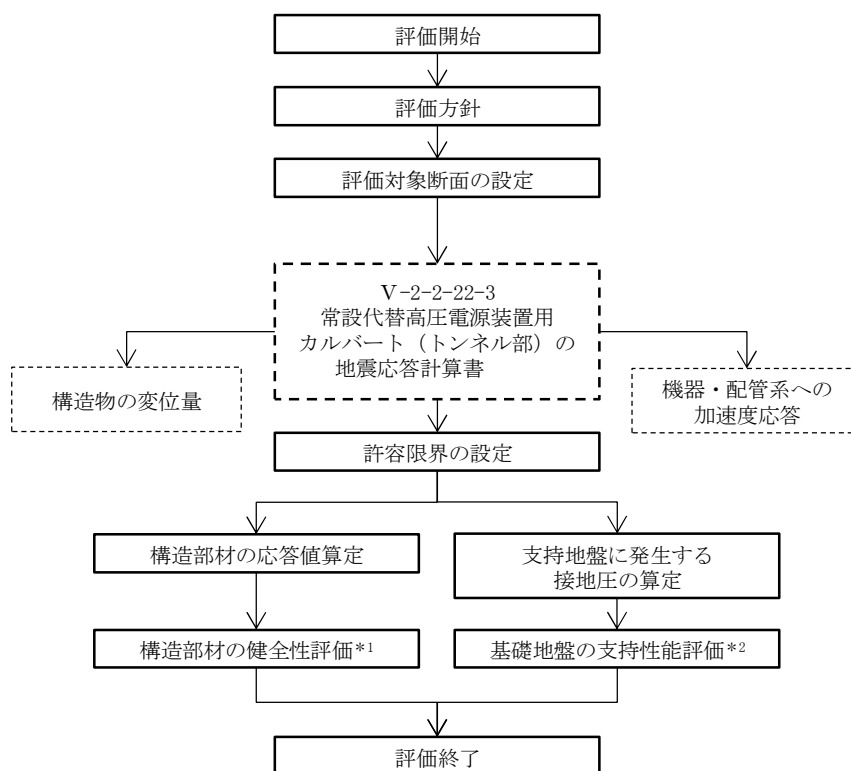 評価開始
評価方針
評価対象断面の設定
Ⅴ-2-2-22-3
常設代替高圧電源装置用
カルバート（トンネル部）の
地震応答計算書
構造物の変位量
機器・配管系への
加速度応答
許容限界の設定
構造部材の応答値算定
支持地盤に発生する
接地圧の算定
構造部材の健全性評価*1
基礎地盤の支持性能評価*2
評価終了